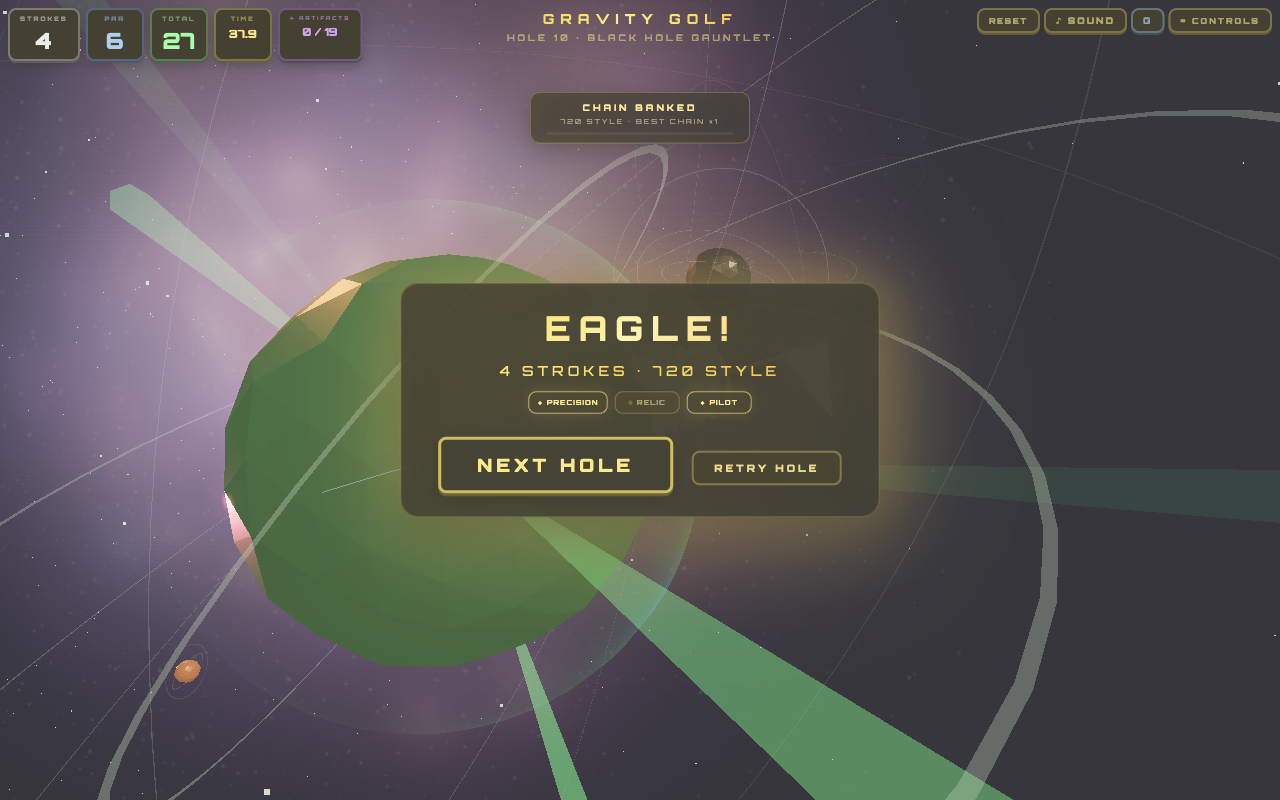 STROKES
4
PAR
6
TOTAL
27
TIME
37.9
ARTIFACTS
0 / 19
GRAVITY GOLF
HOLE 10 · BLACK HOLE GAUNTLET
RESET
♪ SOUND
G
CONTROLS
CHAIN BANKED
720 STYLE · BEST CHAIN ×1
EAGLE!
4 STROKES · 720 STYLE
PRECISION
RELIC
PILOT
NEXT HOLE
RETRY HOLE